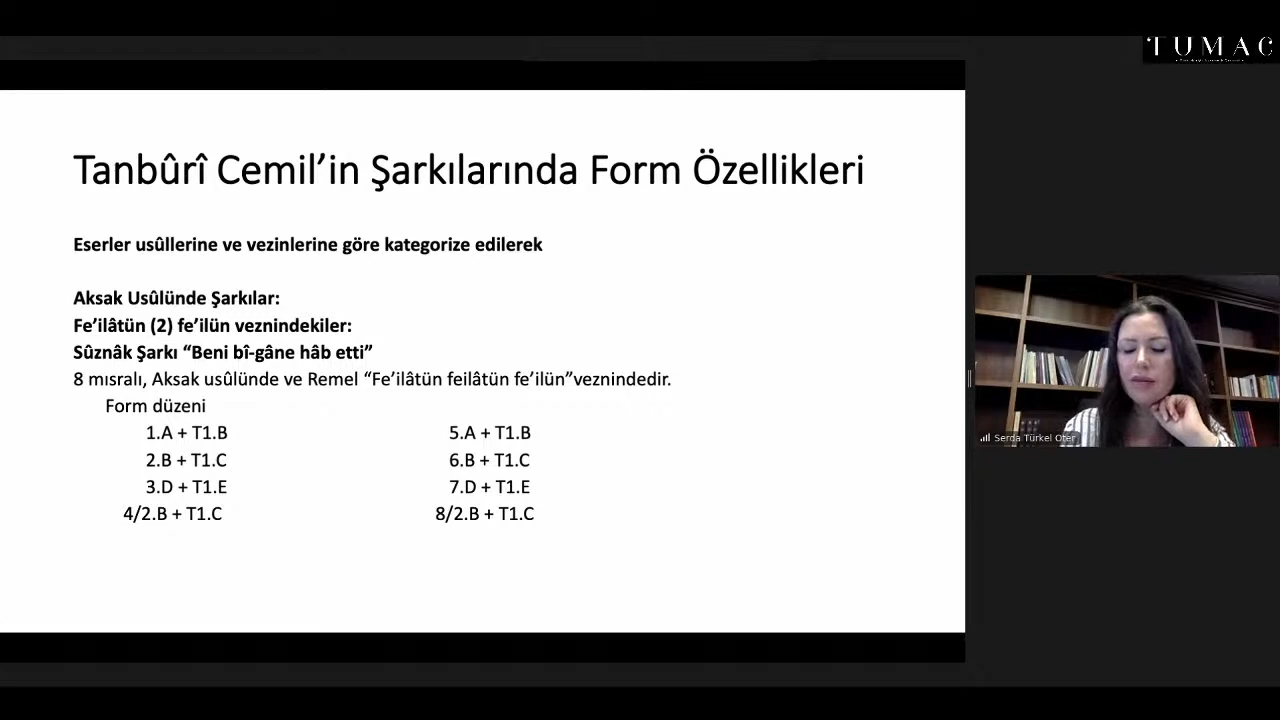 TUMAC
Tanbûrî Cemil’in Şarkılarında Form Özellikleri
Eserler usûllerine ve vezinlerine göre kategorize edilerek
Aksak Usûlünde Şarkılar:
Fe’ilâtün (2) fe’ilün veznindekiler:
Sûznâk Şarkı “Beni bî-gâne hâb etti”
8 mısralı, Aksak usûlünde ve Remel “Fe’ilâtün feilâtün fe’ilün”veznindedir.
Form düzeni
1.A + T1.B 5.A + T1.B
2.B + T1.C 6.B + T1.C
3.D + T1.E 7.D + T1.E
4/2.B + T1.C 8/2.B + T1.C
Serda Türkel Oter